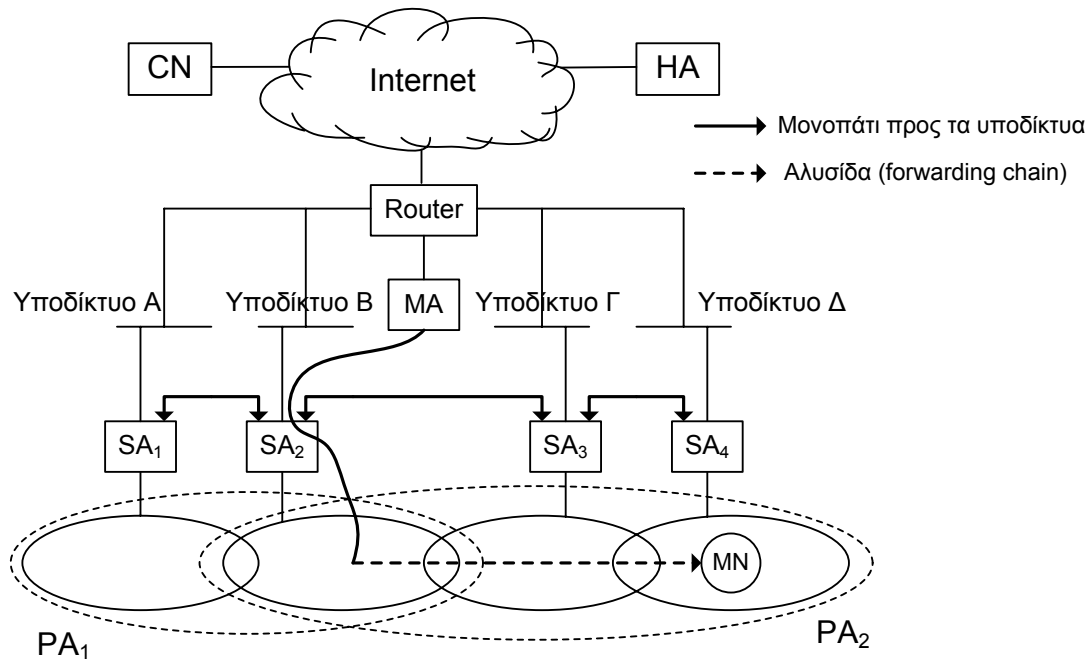 CN
Internet
HA
Μονοπάτι προς τα υποδίκτυα
Αλυσίδα (forwarding chain)
Router
Υποδίκτυο Α
Υποδίκτυο Β
MA
Υποδίκτυο Γ
Υποδίκτυο Δ
SA₁
SA₂
SA₃
SA₄
MN
PA₁
PA₂